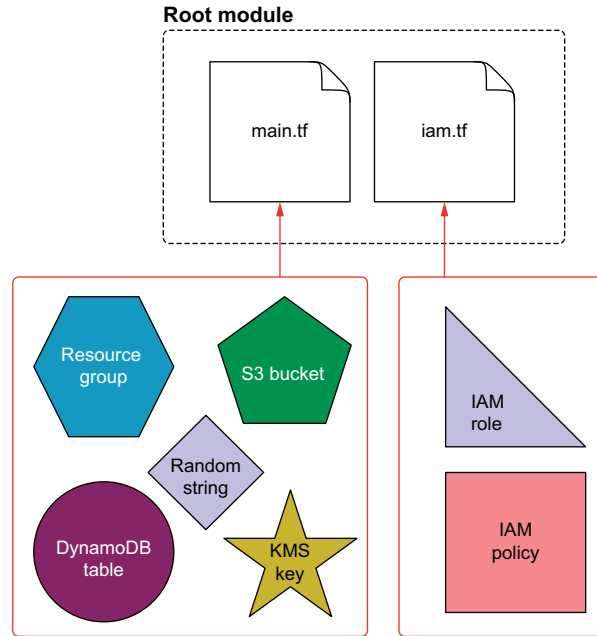 Root module
main.tf
iam.tf
Resource
group
S3 bucket
Random
string
DynamoDB
table
KMS
key
IAM
role
IAM
policy